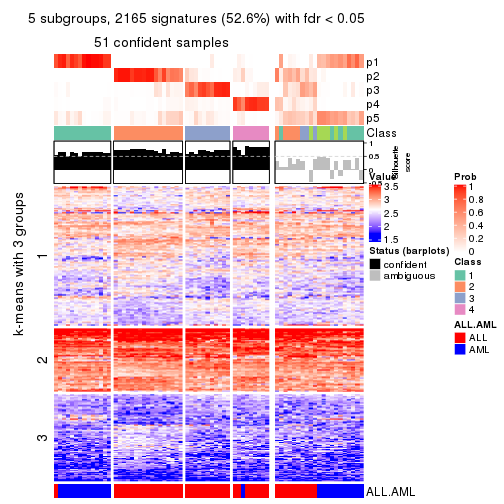 5 subgroups, 2165 signatures (52.6%) with fdr < 0.05
51 confident samples
p1
p2
p3
p4
p5
Class
1
0.5
0
-0.5
Silhouette
score
k-means with 3 groups
1
2
3
ALL.AML
Value
3.5
3
2.5
2
1.5
Status (barplots)
confident
ambiguous
Prob
1
0.8
0.6
0.4
0.2
0
Class
1
2
3
4
ALL.AML
ALL
AML